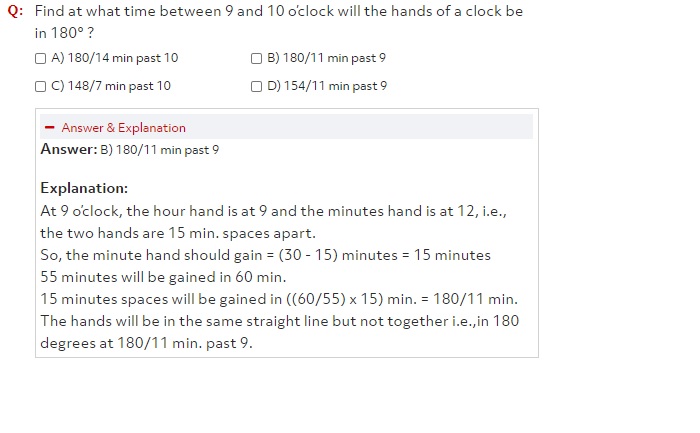 Q: Find at what time between 9 and 10 o'clock will the hands of a clock be
in 180° ?
A) 180/14 min past 10 B) 180/11 min past 9
C) 148/7 min past 10 D) 154/11 min past 9
Answer & Explanation
Answer: B) 180/11 min past 9
Explanation:
At 9 o'clock, the hour hand is at 9 and the minutes hand is at 12, i.e.,
the two hands are 15 min. spaces apart.
So, the minute hand should gain = (30 - 15) minutes = 15 minutes
55 minutes will be gained in 60 min.
15 minutes spaces will be gained in ((60/55) x 15) min. = 180/11 min.
The hands will be in the same straight line but not together i.e.,in 180
degrees at 180/11 min. past 9.